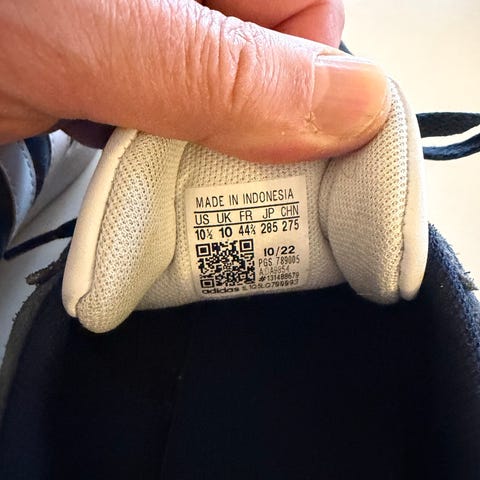 MADE IN INDONESIA
US UK FR JP CHN
10½ 10 44⅔ 285 275
10/22
PGS 789005
#131488679
adidas